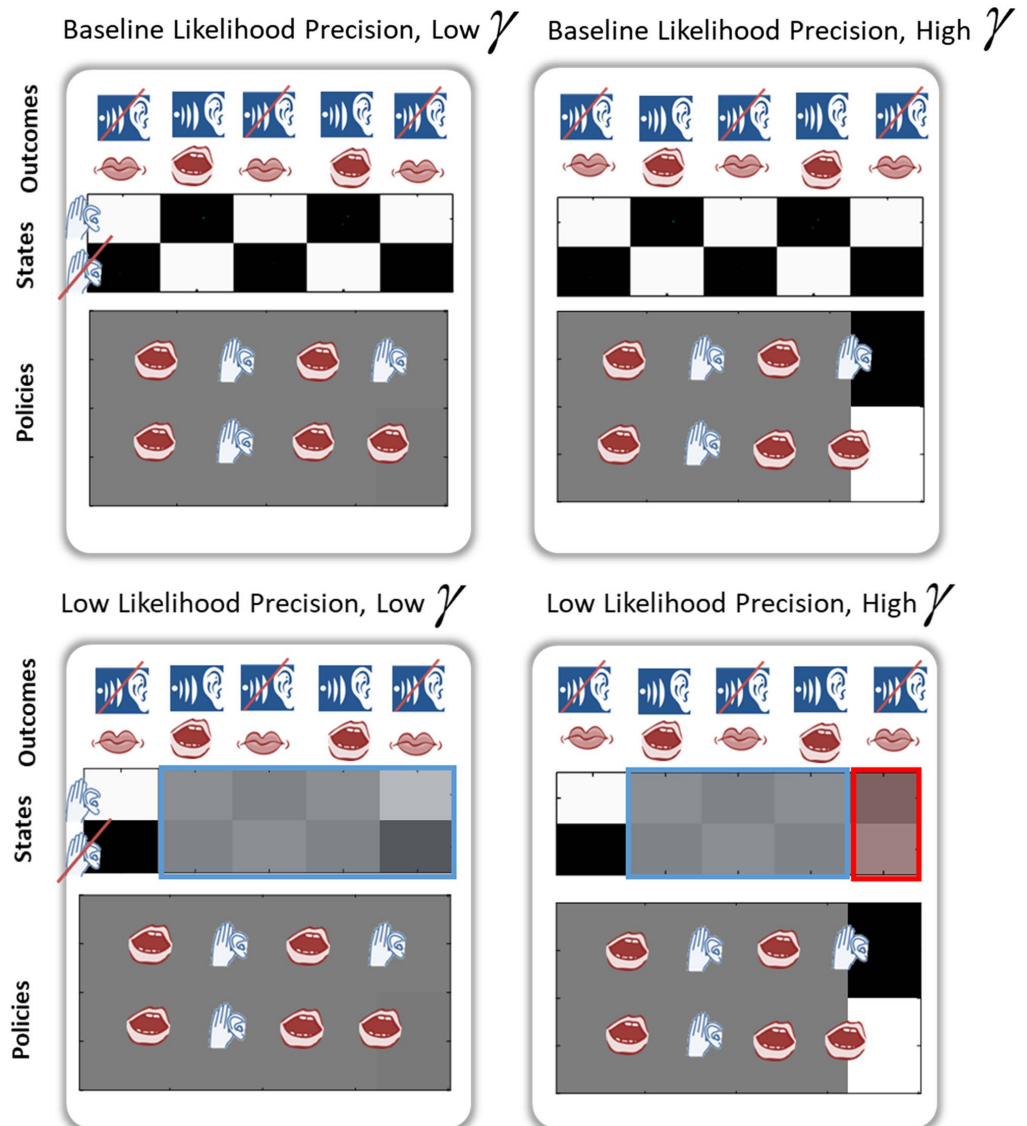 Baseline Likelihood Precision, Low γ
Baseline Likelihood Precision, High γ
Outcomes
States
Policies
Low Likelihood Precision, Low γ
Low Likelihood Precision, High γ
Outcomes
States
Policies